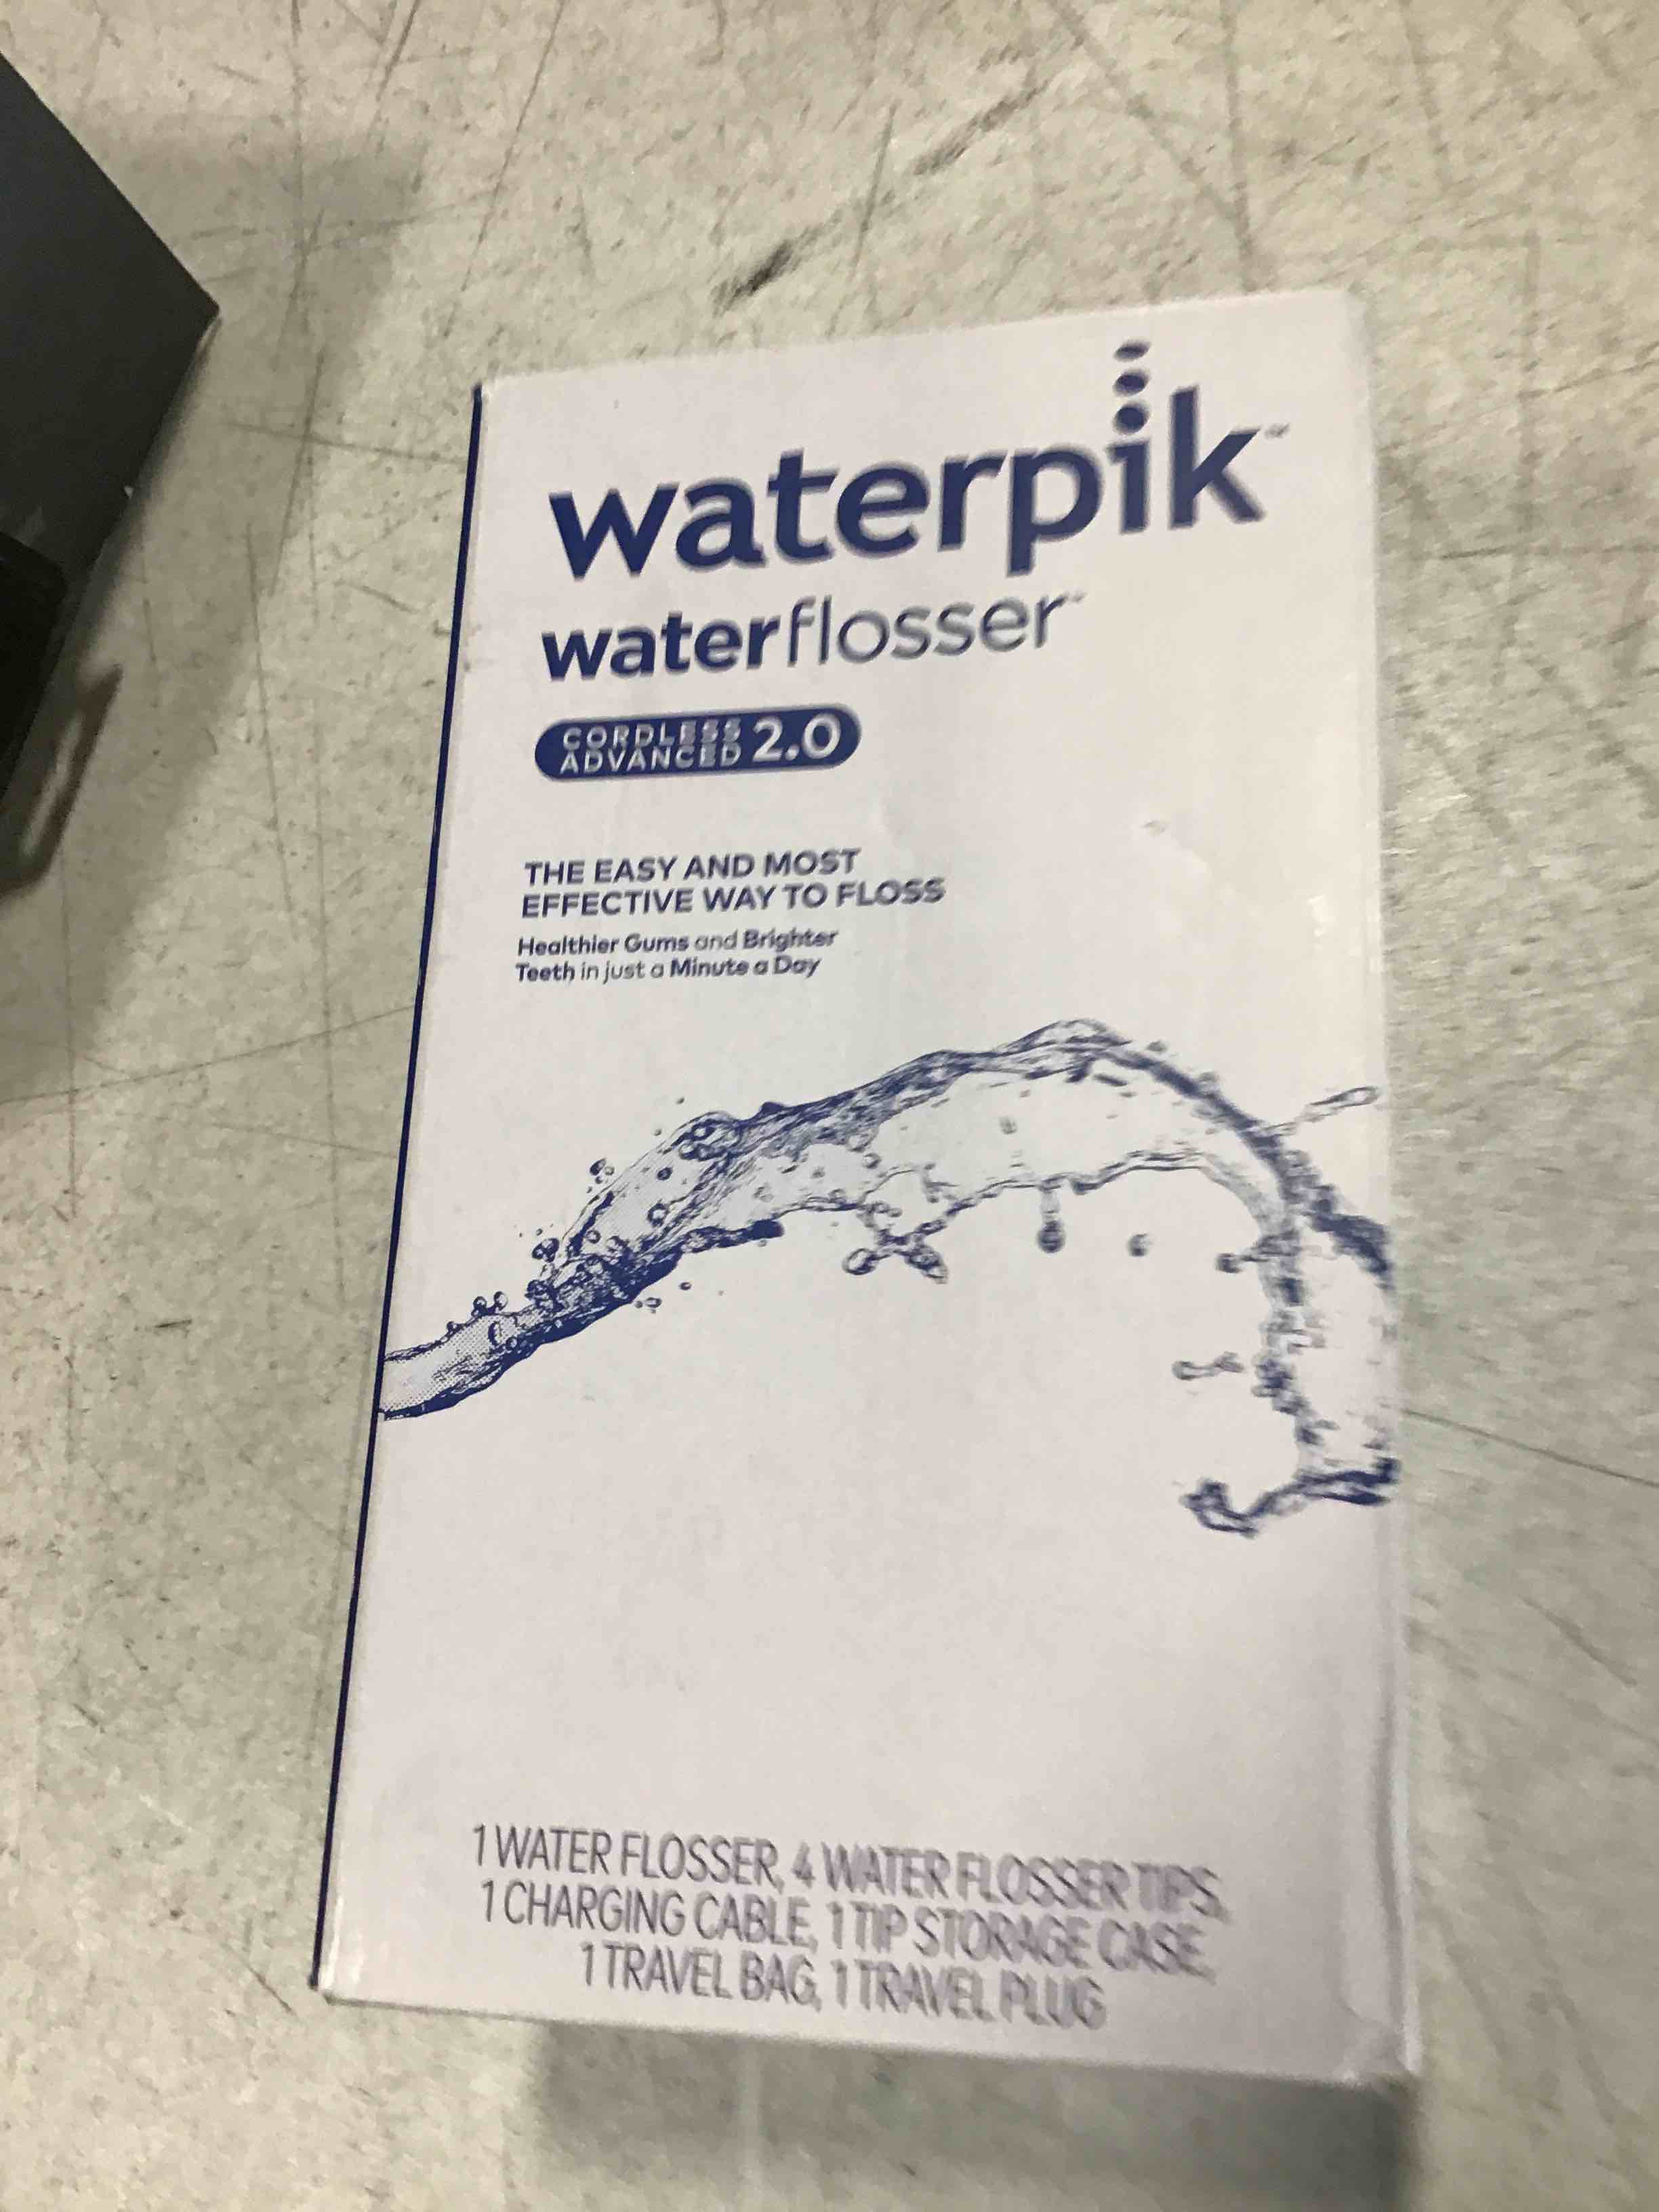 waterpik™
waterflosser™
CORDLESS
ADVANCED 2.0
THE EASY AND MOST
EFFECTIVE WAY TO FLOSS
Healthier Gums and Brighter
Teeth in just a Minute a Day
1 WATER FLOSSER, 4 WATER FLOSSER TIPS,
1 CHARGING CABLE, 1 TIP STORAGE CASE,
1 TRAVEL BAG, 1 TRAVEL PLUG